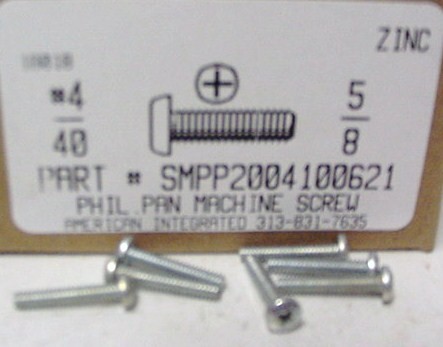 ZINC
#4
40
5
8
PART # SMPP2004100621
PHIL.PAN MACHINE SCREW
AMERICAN INTEGRATED 313-831-7635